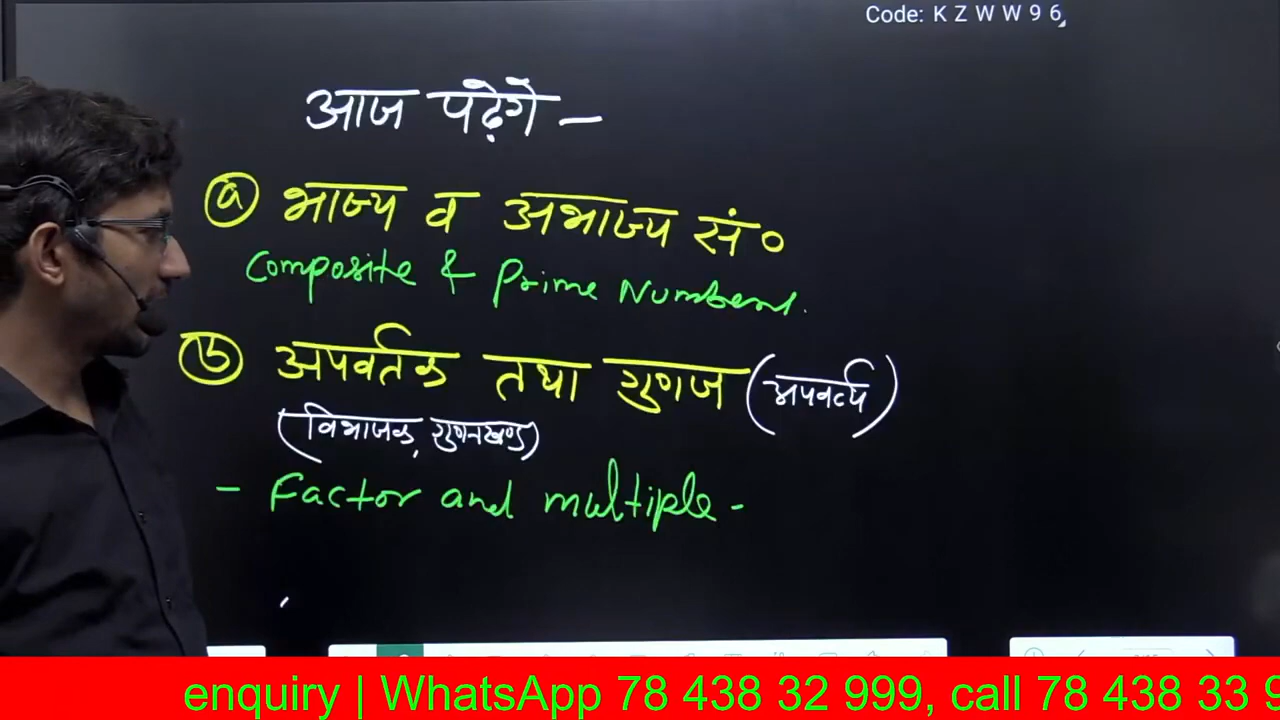 Code: K Z W W 9 6
आज पढ़ेगें –
(a) भाज्य व अभाज्य सं०
Composite & Prime Numbers.
(b) अपवर्तक तथा गुणज (अपवर्त्य)
(विभाजक, गुणनखण्ड)
- Factor and multiple -
enquiry | WhatsApp 78 438 32 999, call 78 438 33 9